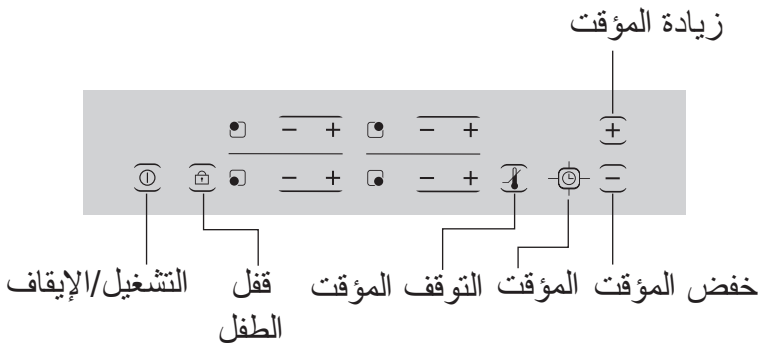 زيادة المؤقت
− + − + +
− + − + −
خفض المؤقت
المؤقت
التوقف المؤقت
قفل
الطفل
التشغيل/الإيقاف